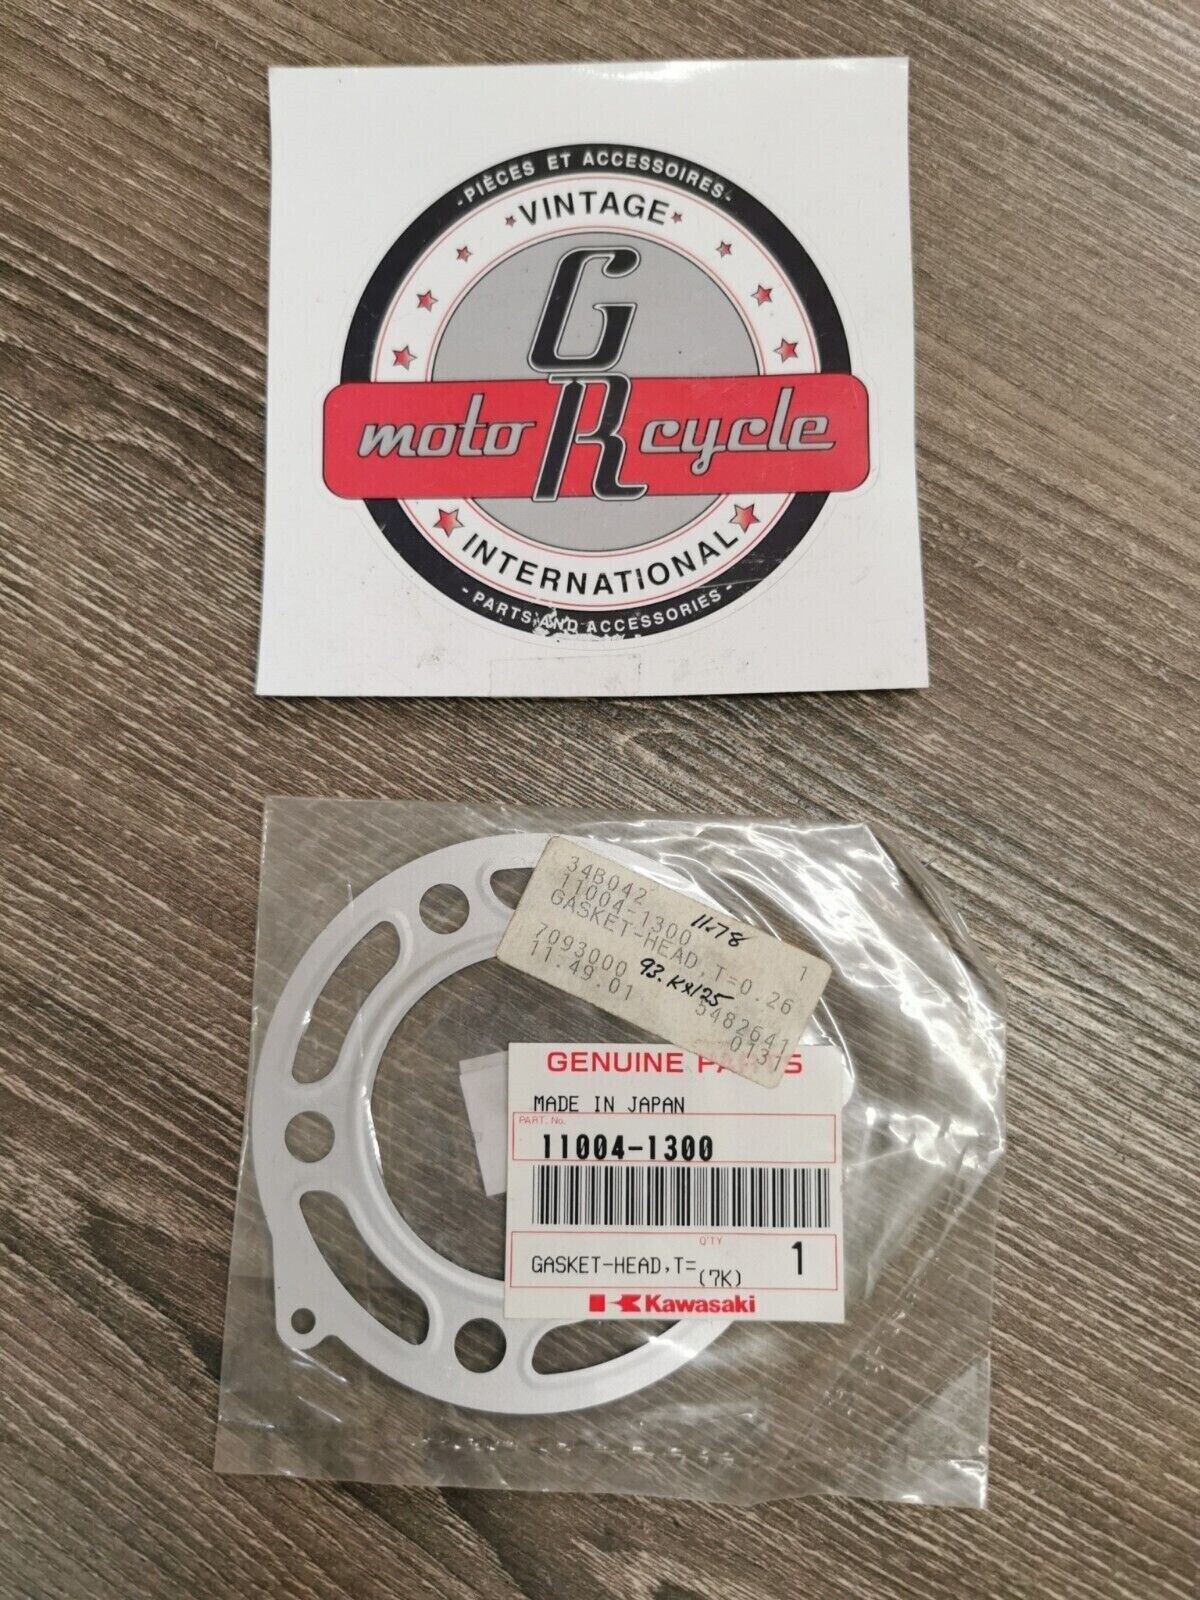 -PIÈCES ET ACCESSOIRES-
VINTAGE
G
moto R cycle
INTERNATIONAL
- PARTS AND ACCESSORIES -
34B042
11004-1300 11.78
GASKET-HEAD,T=0.26 1
7093000 93.KX125 5482641
11.49.01 0131
GENUINE PARTS
MADE IN JAPAN
PART. No.
11004-1300
Q'TY
GASKET-HEAD,T= 1
(7K)
Kawasaki